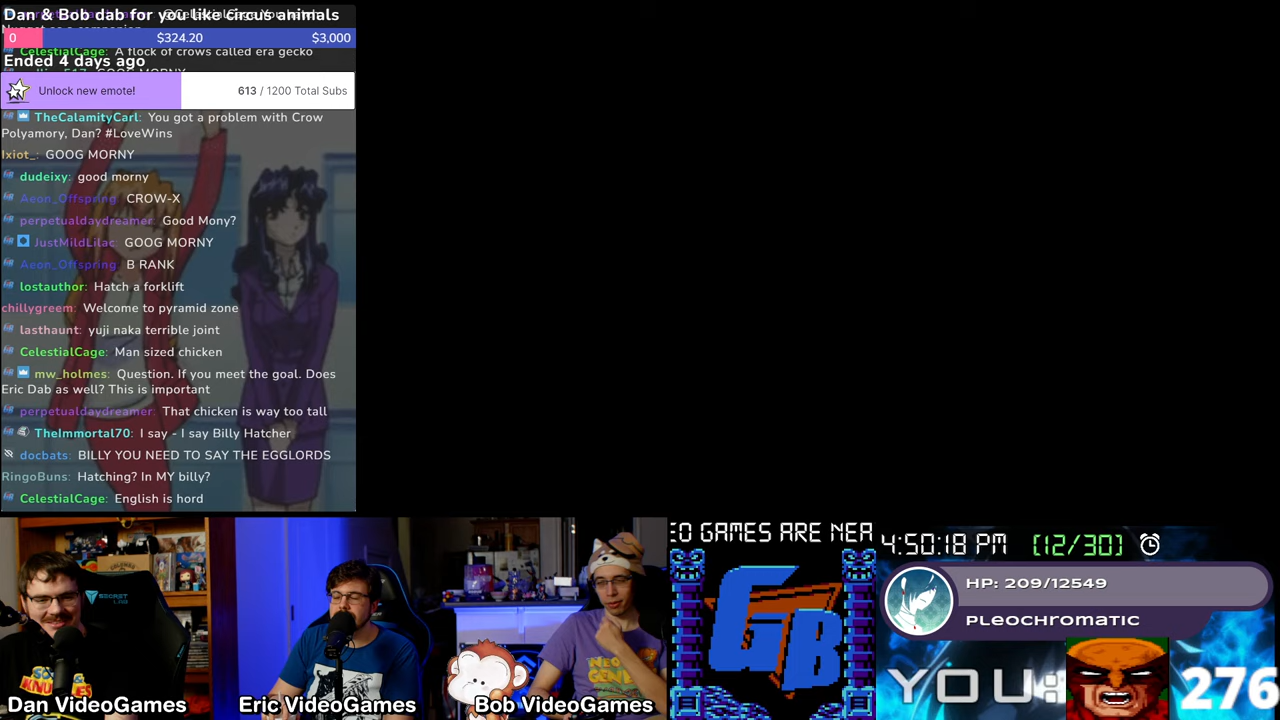 Dan & Bob dab for you like circus animals
0 $324.20 $3,000
CelestialCage: A flock of crows called era gecko
Ended 4 days ago
GOOG MORNY
Unlock new emote! 613 / 1200 Total Subs
TheCalamityCarl: You got a problem with Crow
Polyamory, Dan? #LoveWins
Ixiot_: GOOG MORNY
dudeixy: good morny
Aeon_Offspring: CROW-X
perpetualdaydreamer: Good Mony?
JustMildLilac: GOOG MORNY
Aeon_Offspring: B RANK
lostauthor: Hatch a forklift
chillygreem: Welcome to pyramid zone
lasthaunt: yuji naka terrible joint
CelestialCage: Man sized chicken
mw_holmes: Question. If you meet the goal. Does
Eric Dab as well? This is important
perpetualdaydreamer: That chicken is way too tall
TheImmortal70: I say - I say Billy Hatcher
docbats: BILLY YOU NEED TO SAY THE EGGLORDS
RingoBuns: Hatching? In MY billy?
CelestialCage: English is hord
EO GAMES ARE NEA
4:50:18 PM [12/30]
HP: 209/12549
PLEOCHROMATIC
SECRET
LAB
GB
YOU: 276
Dan VideoGames
Eric VideoGames
Bob VideoGames